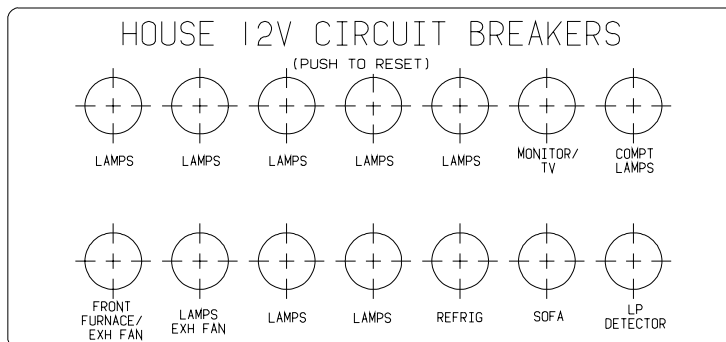 HOUSE 12V CIRCUIT BREAKERS
(PUSH TO RESET)
LAMPS LAMPS LAMPS LAMPS LAMPS MONITOR/ COMPT
TV LAMPS
FRONT LAMPS LAMPS LAMPS REFRIG SOFA LP
FURNACE/ EXH FAN DETECTOR
EXH FAN